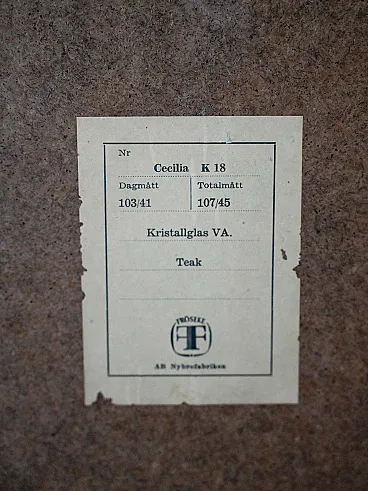 Nr
Cecilia K 18
Dagmått Totalmått
103/41 107/45
Kristallglas VA.
Teak
FRÖSEKE
AB Nybrofabriken